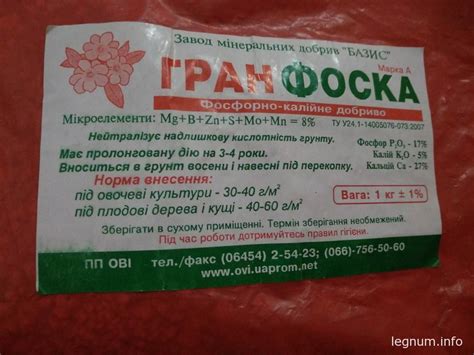 Завод мінеральних добрив "БАЗИС"
Марка А
ГРАНФОСКА
Фосфорно-калійне добриво
ТУ У24.1-14005076-073:2007
Мікроелементи: Mg+B+Zn+S+Mo+Mn = 8%
Нейтралізує надлишкову кислотність грунту.
Фосфор P₂O₅ - 17%
Має пролонговану дію на 3-4 роки.
Калій K₂O - 5%
Вноситься в грунт восени і навесні під перекопку.
Кальцій Ca - 27%
Норма внесення:
під овочеві культури - 30-40 г/м²
під плодові дерева і кущі - 40-60 г/м²
Вага: 1 кг ± 1%
Зберігати в сухому приміщенні. Термін зберігання необмежений.
Під час роботи дотримуйтесь правил гігієни.
ПП ОВІ тел./факс (06454) 2-54-23; (066)-756-50-60
www.ovi.uaprom.net
legnum.info